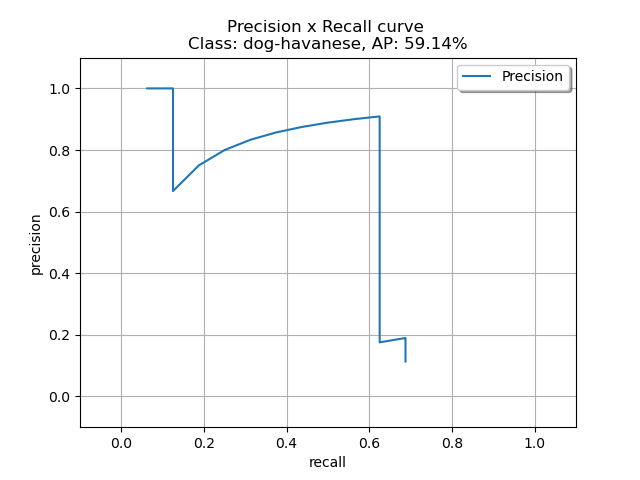 Precision x Recall curve
Class: dog-havanese, AP: 59.14%
Precision
1.0
0.8
0.6
0.4
0.2
0.0
precision
0.0 0.2 0.4 0.6 0.8 1.0
recall